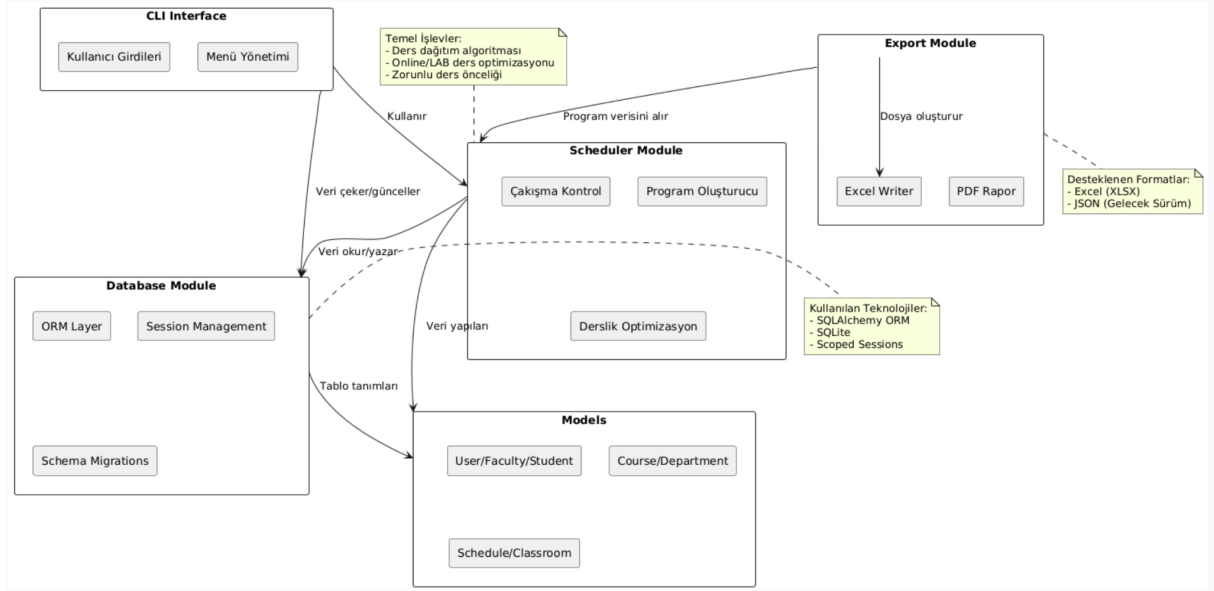 CLI Interface
Kullanıcı Girdileri
Menü Yönetimi
Temel İşlevler:
- Ders dağıtım algoritması
- Online/LAB ders optimizasyonu
- Zorunlu ders önceliği
Export Module
Dosya oluşturur
Excel Writer
PDF Rapor
Kullanır
Program verisini alır
Desteklenen Formatlar:
- Excel (XLSX)
- JSON (Gelecek Sürüm)
Scheduler Module
Çakışma Kontrol
Program Oluşturucu
Derslik Optimizasyon
Veri çeker/günceller
Veri okur/yazar
Database Module
ORM Layer
Session Management
Schema Migrations
Kullanılan Teknolojiler:
- SQLAlchemy ORM
- SQLite
- Scoped Sessions
Veri yapıları
Tablo tanımları
Models
User/Faculty/Student
Course/Department
Schedule/Classroom